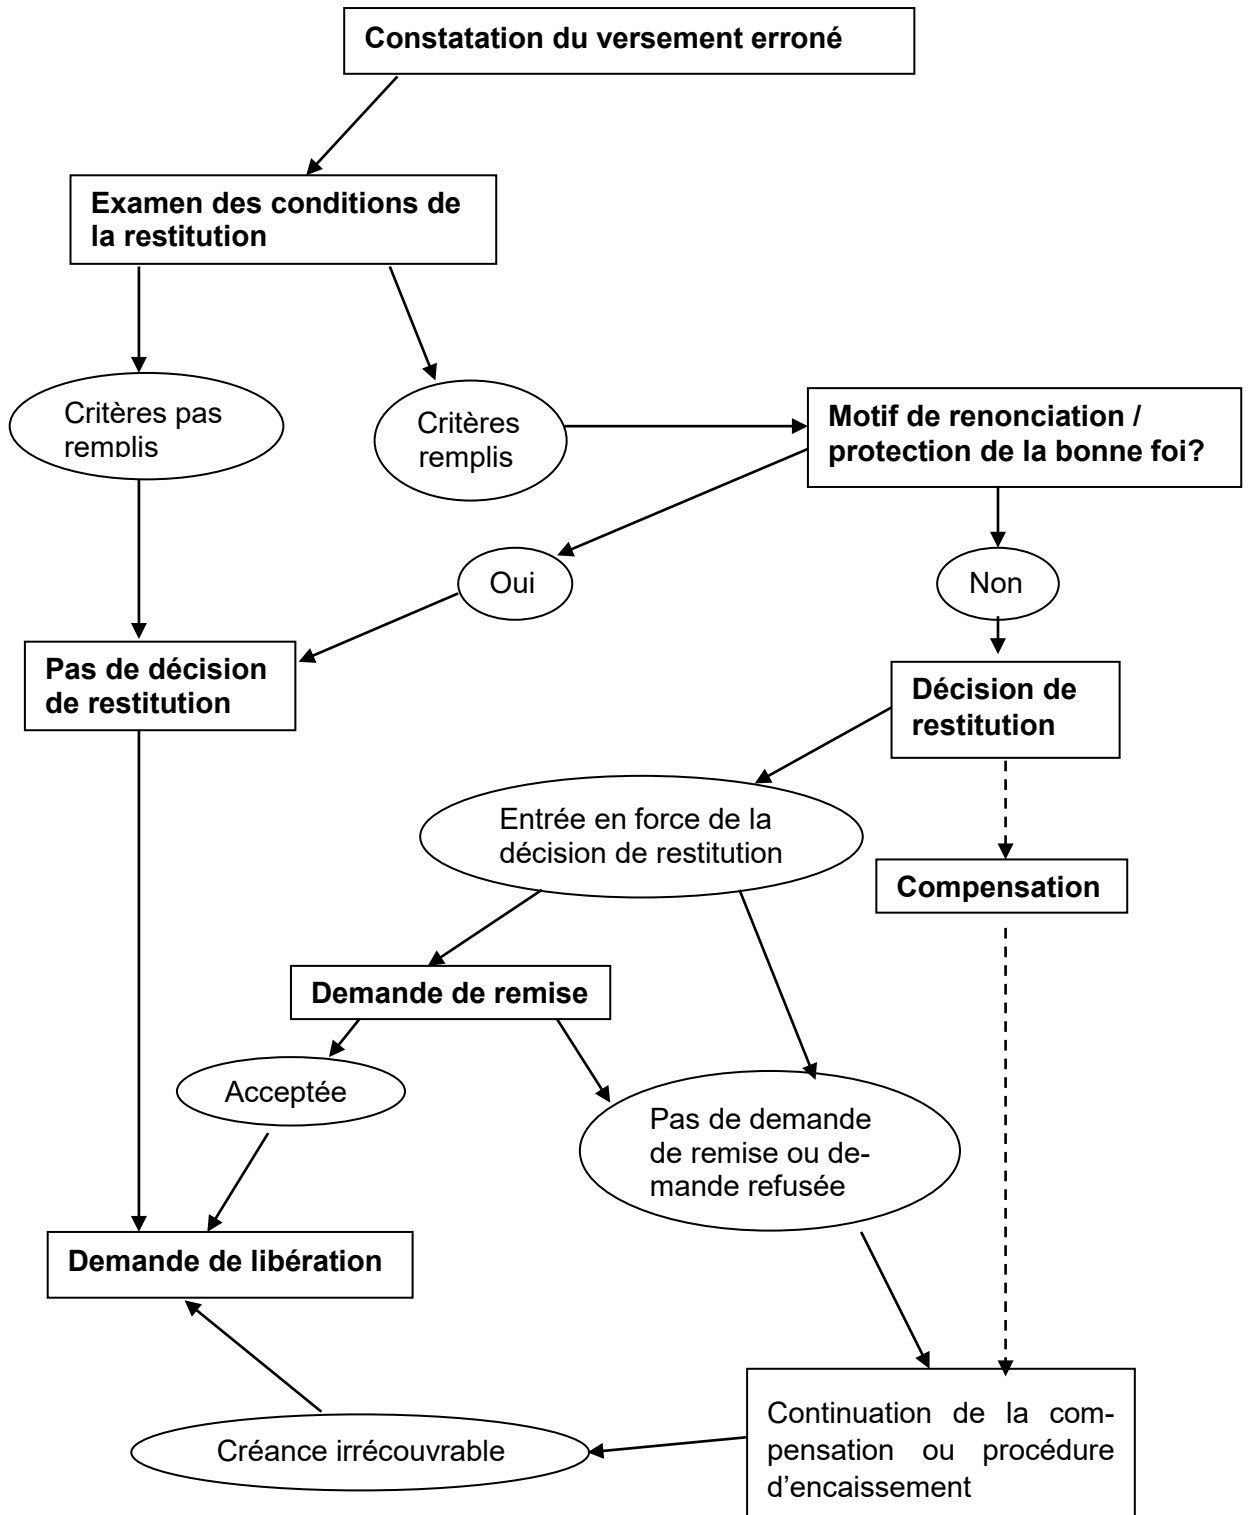 Constatation du versement erroné
Examen des conditions de
la restitution
Critères pas
remplis
Critères
remplis
Motif de renonciation /
protection de la bonne foi?
Oui
Non
Pas de décision
de restitution
Décision de
restitution
Entrée en force de la
décision de restitution
Compensation
Demande de remise
Acceptée
Pas de demande
de remise ou de-
mande refusée
Demande de libération
Créance irrécouvrable
Continuation de la com-
pensation ou procédure
d’encaissement